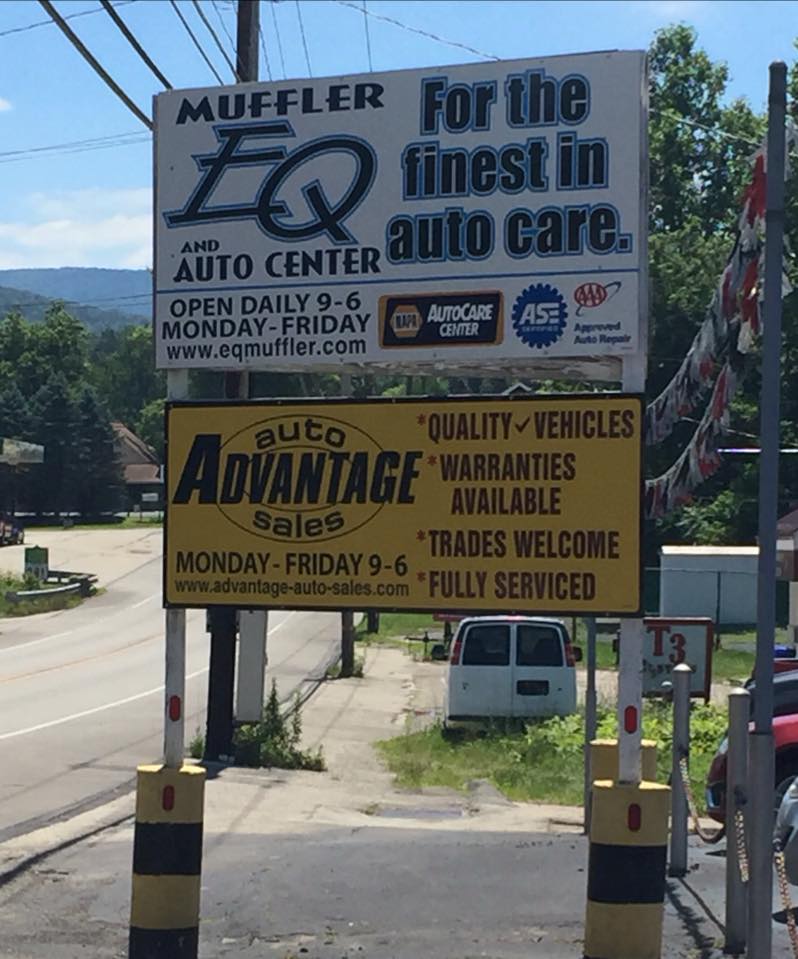 MUFFLER
EQ
AND
AUTO CENTER
For the
finest in
auto care.
OPEN DAILY 9-6
MONDAY-FRIDAY
www.eqmuffler.com
NAPA AUTOCARE
CENTER
ASE
CERTIFIED
AAA
Approved
Auto Repair
auto
ADVANTAGE
sales
MONDAY-FRIDAY 9-6
www.advantage-auto-sales.com
*QUALITY✓VEHICLES
*WARRANTIES
AVAILABLE
*TRADES WELCOME
*FULLY SERVICED
T3